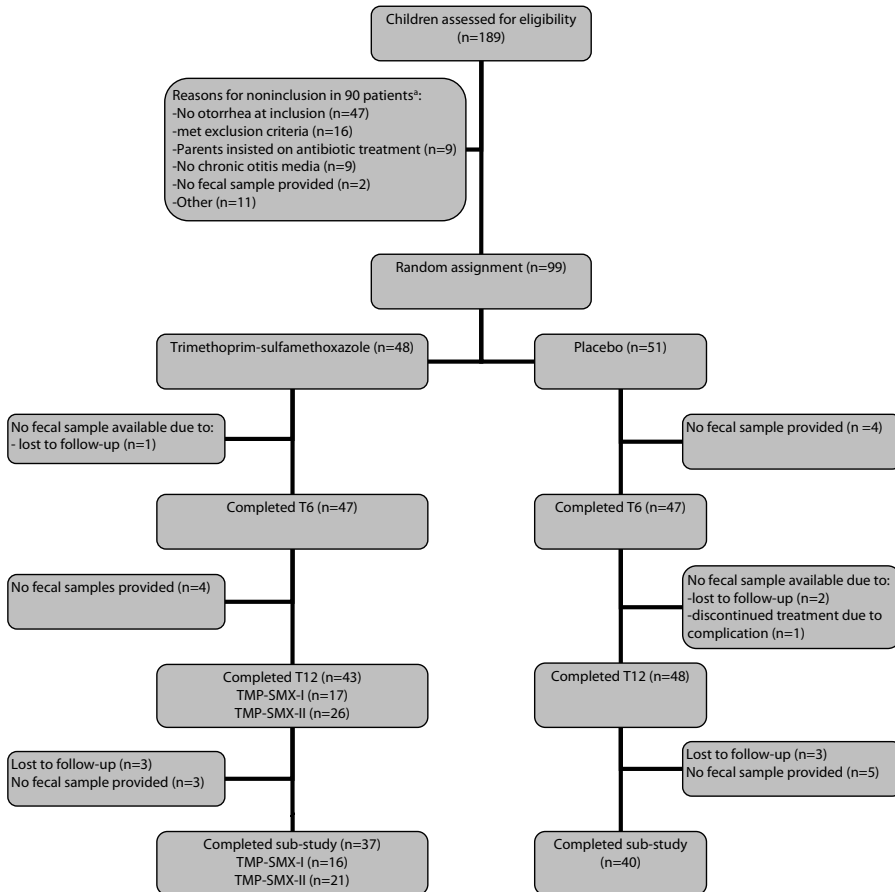 Children assessed for eligibility
(n=189)
Reasons for noninclusion in 90 patientsᵃ:
-No otorrhea at inclusion (n=47)
-met exclusion criteria (n=16)
-Parents insisted on antibiotic treatment (n=9)
-No chronic otitis media (n=9)
-No fecal sample provided (n=2)
-Other (n=11)
Random assignment (n=99)
Trimethoprim-sulfamethoxazole (n=48)
Placebo (n=51)
No fecal sample available due to:
- lost to follow-up (n=1)
No fecal sample provided (n =4)
Completed T6 (n=47)
Completed T6 (n=47)
No fecal samples provided (n=4)
No fecal sample available due to:
-lost to follow-up (n=2)
-discontinued treatment due to
complication (n=1)
Completed T12 (n=43)
TMP-SMX-I (n=17)
TMP-SMX-II (n=26)
Completed T12 (n=48)
Lost to follow-up (n=3)
No fecal sample provided (n=3)
Lost to follow-up (n=3)
No fecal sample provided (n=5)
Completed sub-study (n=37)
TMP-SMX-I (n=16)
TMP-SMX-II (n=21)
Completed sub-study
(n=40)